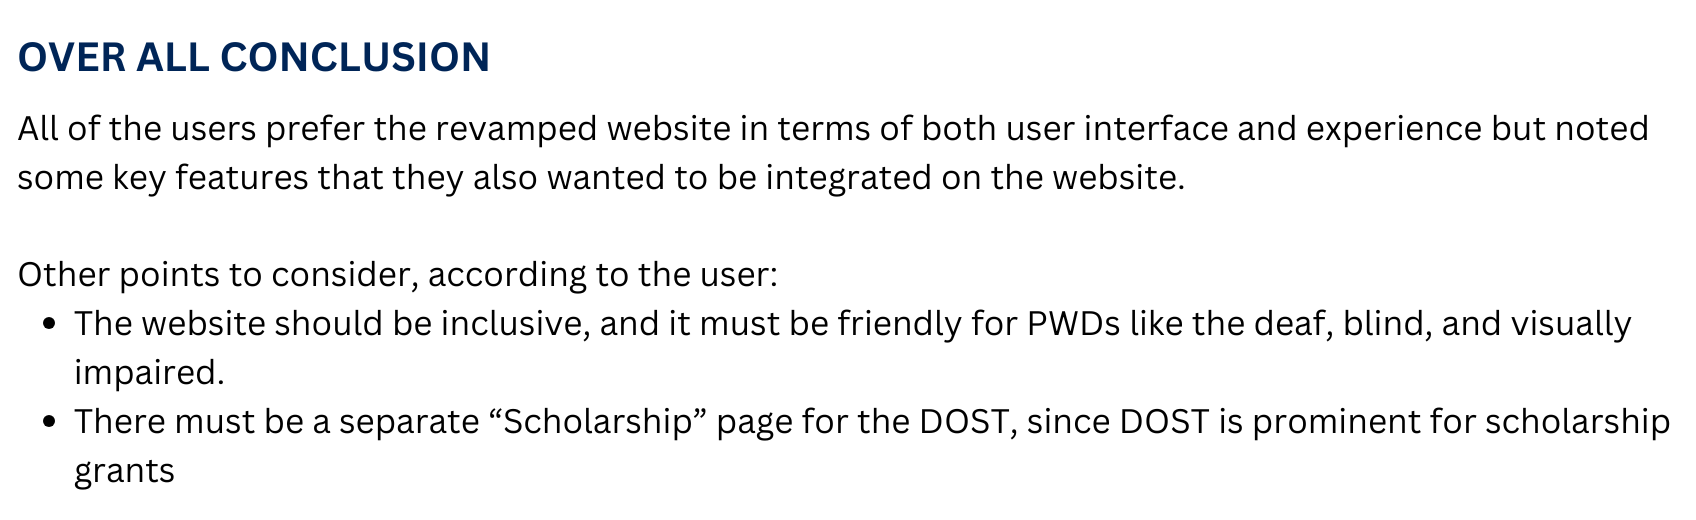 OVER ALL CONCLUSION
All of the users prefer the revamped website in terms of both user interface and experience but noted
some key features that they also wanted to be integrated on the website.
Other points to consider, according to the user:
• The website should be inclusive, and it must be friendly for PWDs like the deaf, blind, and visually
impaired.
• There must be a separate “Scholarship” page for the DOST, since DOST is prominent for scholarship
grants